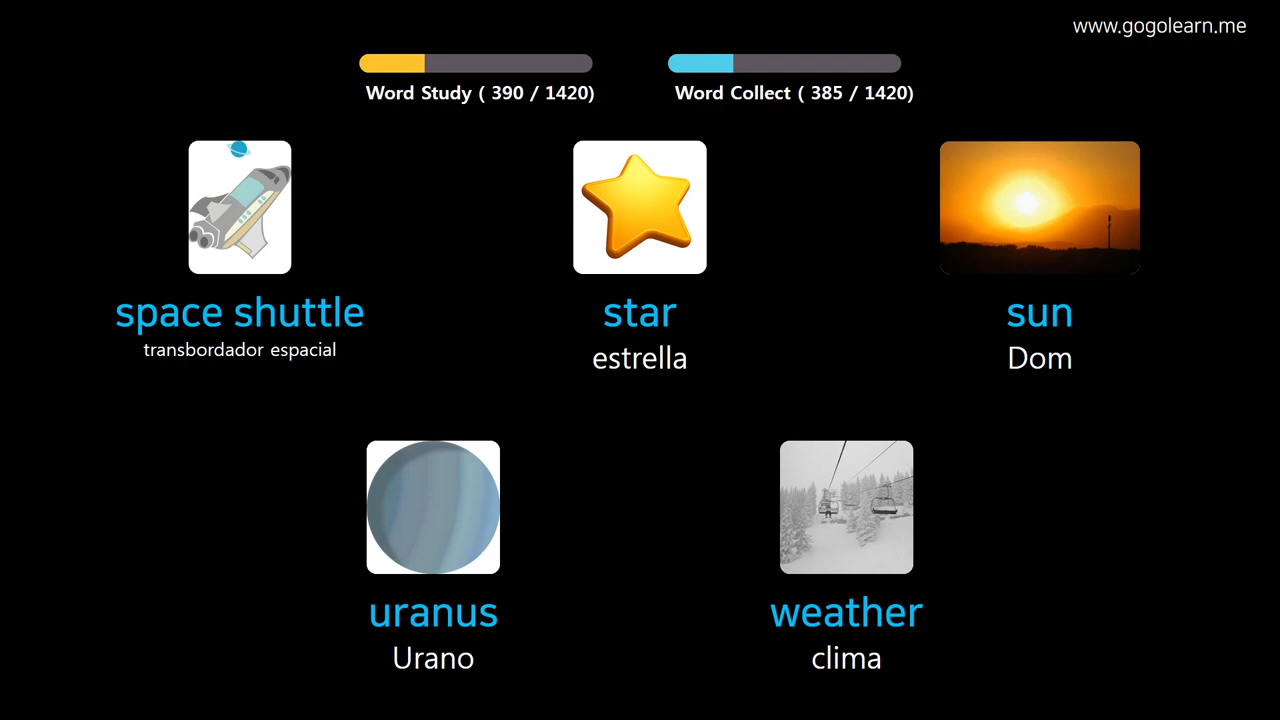 www.gogolearn.me
Word Study ( 390 / 1420)
Word Collect ( 385 / 1420)
space shuttle
transbordador espacial
star
estrella
sun
Dom
uranus
Urano
weather
clima